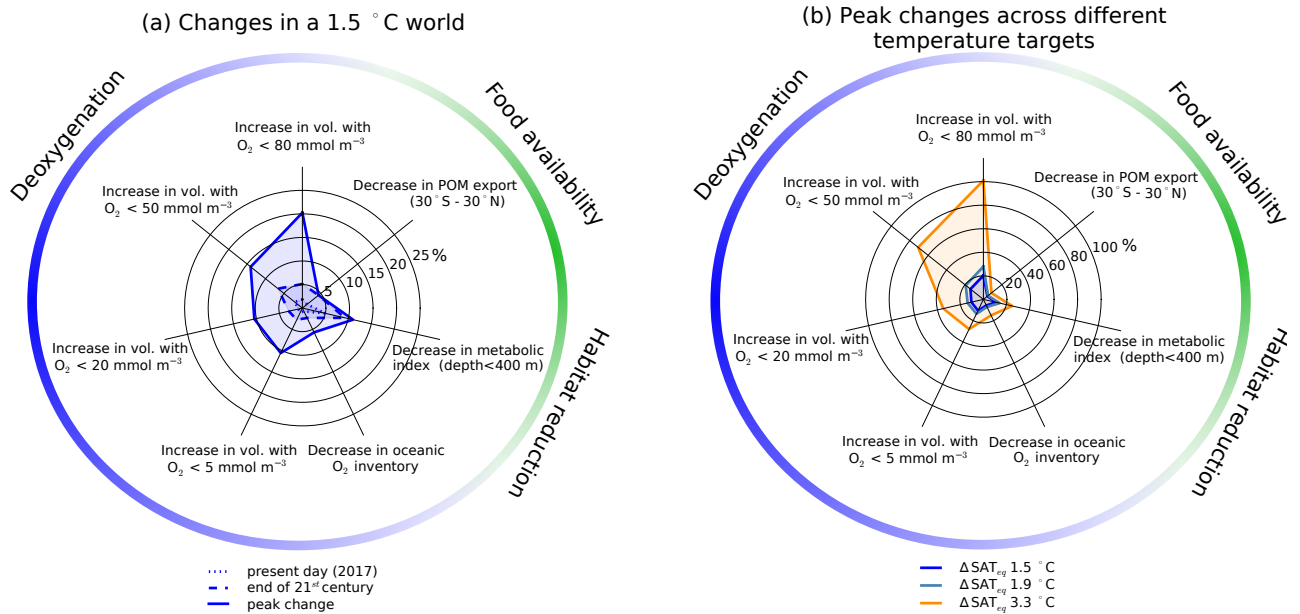 (a) Changes in a 1.5 °C world
Deoxygenation
Food availability
Habitat reduction
Increase in vol. with
O₂ < 80 mmol m⁻³
Decrease in POM export
(30°S - 30°N)
Increase in vol. with
O₂ < 50 mmol m⁻³
5
10
15
20
25 %
Increase in vol. with
O₂ < 20 mmol m⁻³
Decrease in metabolic
index (depth<400 m)
Increase in vol. with
O₂ < 5 mmol m⁻³
Decrease in oceanic
O₂ inventory
present day (2017)
end of 21ˢᵗ century
peak change
(b) Peak changes across different
temperature targets
Deoxygenation
Food availability
Habitat reduction
Increase in vol. with
O₂ < 80 mmol m⁻³
Decrease in POM export
(30°S - 30°N)
Increase in vol. with
O₂ < 50 mmol m⁻³
20
40
60
80
100 %
Increase in vol. with
O₂ < 20 mmol m⁻³
Decrease in metabolic
index (depth<400 m)
Increase in vol. with
O₂ < 5 mmol m⁻³
Decrease in oceanic
O₂ inventory
Δ SAT_eq 1.5 °C
Δ SAT_eq 1.9 °C
Δ SAT_eq 3.3 °C